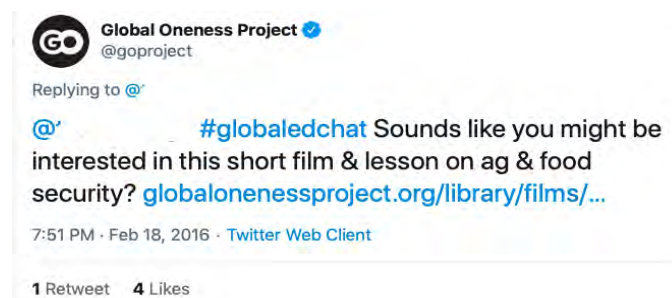 GO
Global Oneness Project
@goproject
Replying to @
@ #globaledchat Sounds like you might be
interested in this short film & lesson on ag & food
security? globalonenessproject.org/library/films/...
7:51 PM · Feb 18, 2016 · Twitter Web Client
1 Retweet 4 Likes